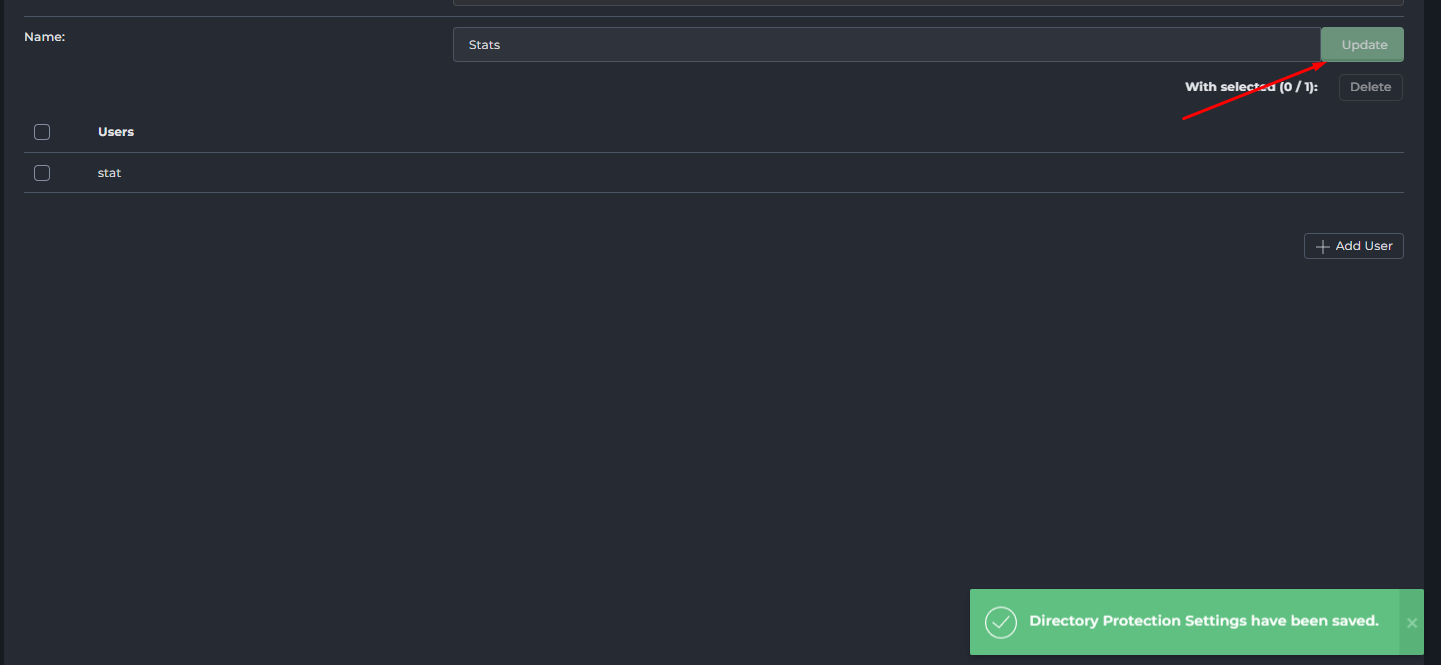 Name:
Stats
Update
With selected (0 / 1):
Delete
Users
stat
Add User
Directory Protection Settings have been saved.